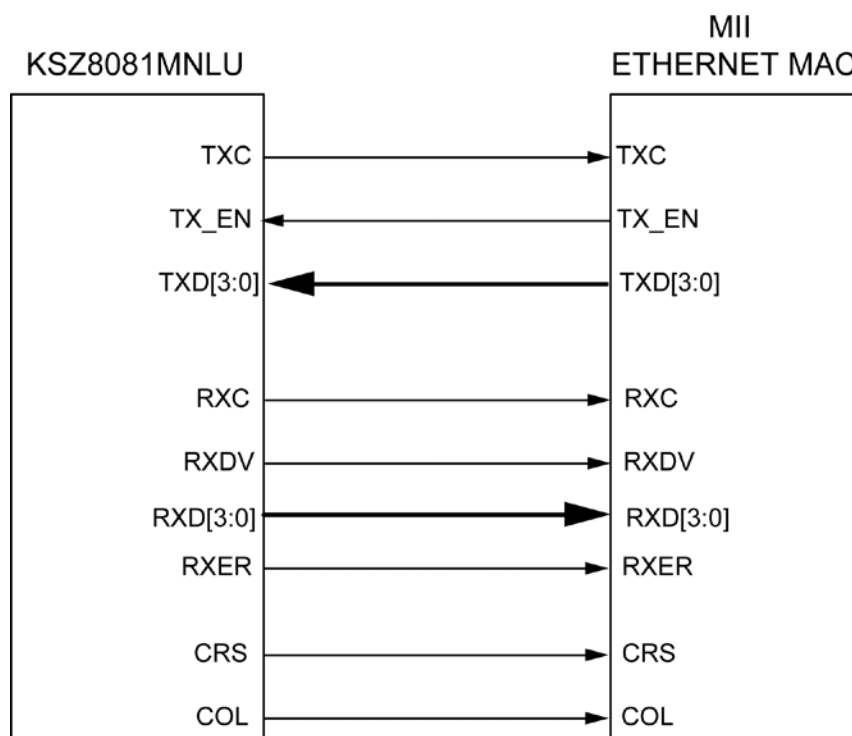 MII
KSZ8081MNLU ETHERNET MAC
TXC TXC
TX_EN TX_EN
TXD[3:0] TXD[3:0]
RXC RXC
RXDV RXDV
RXD[3:0] RXD[3:0]
RXER RXER
CRS CRS
COL COL